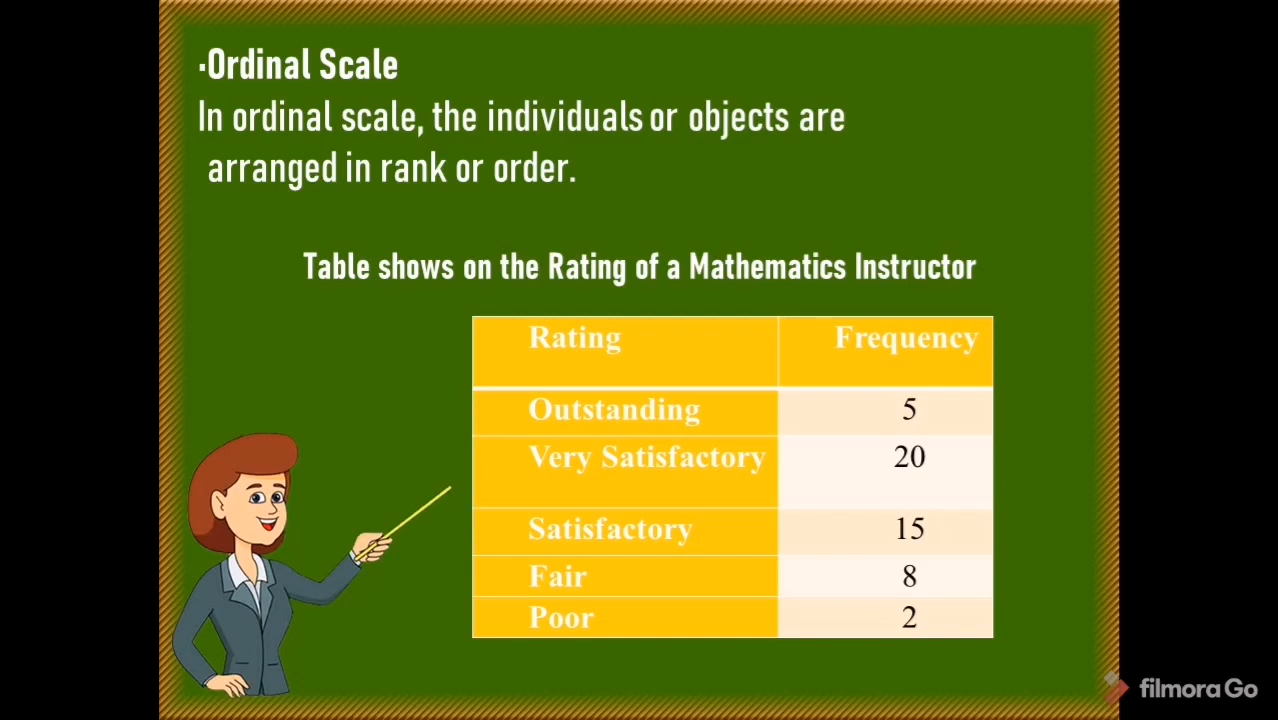 ·Ordinal Scale
In ordinal scale, the individuals or objects are
arranged in rank or order.
Table shows on the Rating of a Mathematics Instructor
Rating Frequency
Outstanding 5
Very Satisfactory 20
Satisfactory 15
Fair 8
Poor 2
filmora Go